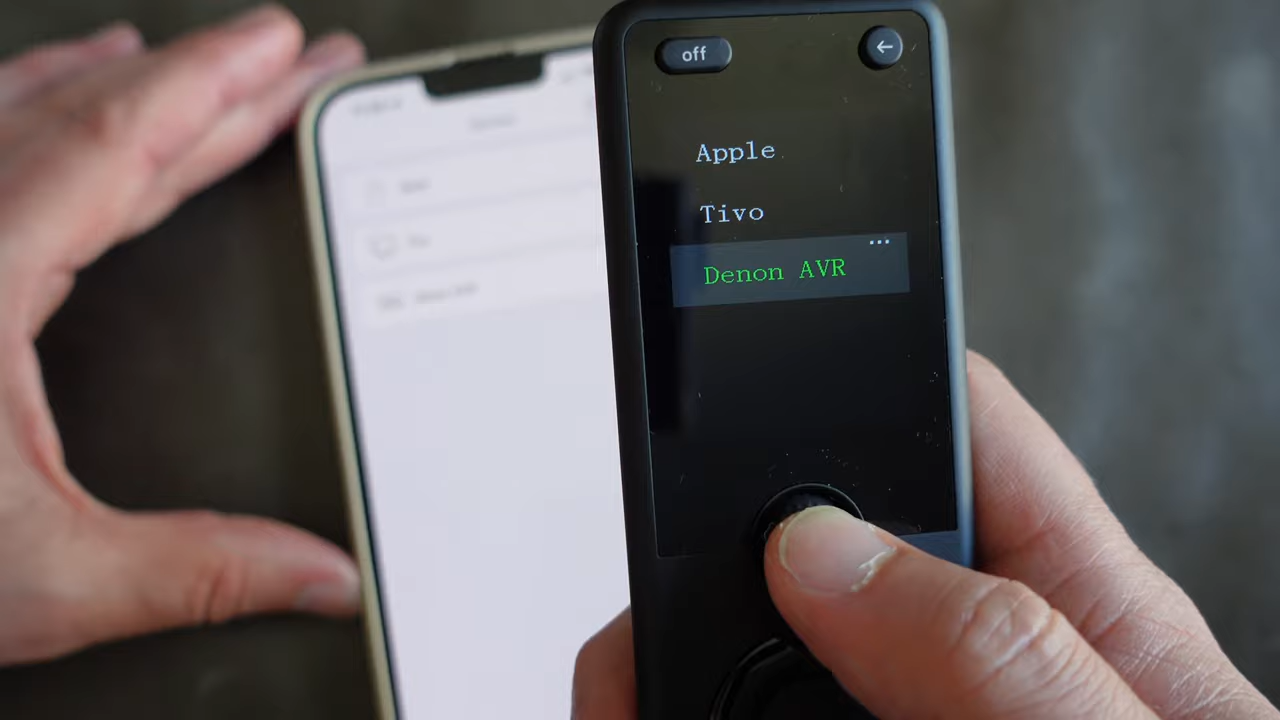 off
←
Apple
Tivo
Denon AVR
...